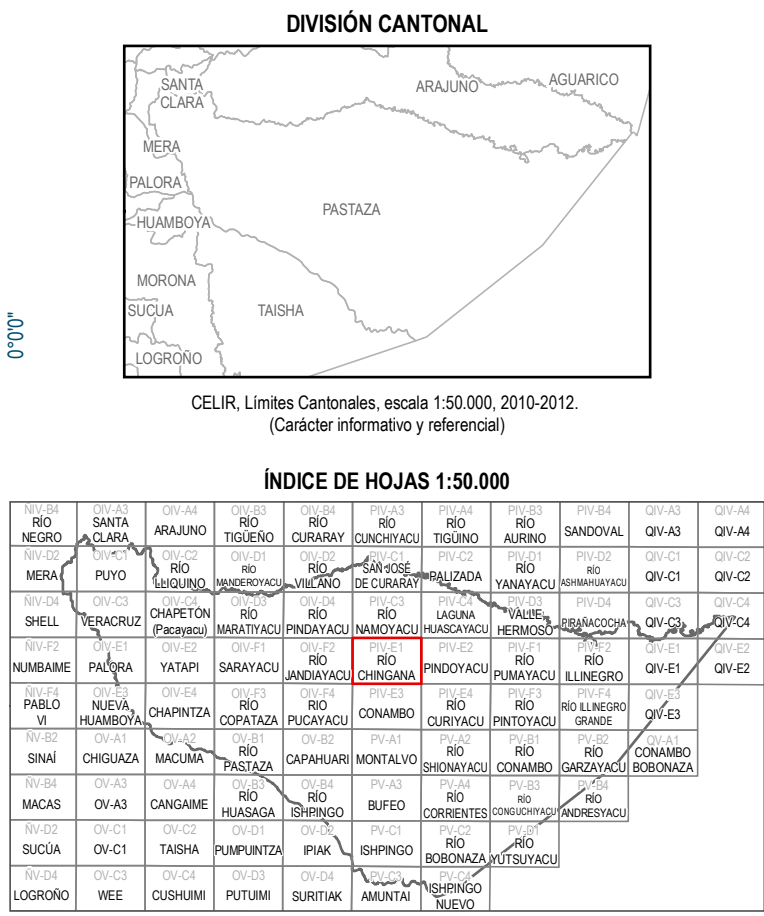 DIVISIÓN CANTONAL
SANTA
CLARA
ARAJUNO
AGUARICO
MERA
PALORA
PASTAZA
HUAMBOYA
MORONA
SUCUA
TAISHA
LOGROÑO
0°0'0"
CELIR, Límites Cantonales, escala 1:50.000, 2010-2012.
(Carácter informativo y referencial)
ÍNDICE DE HOJAS 1:50.000
ÑIV-B4 OIV-A3 OIV-A4 OIV-B3 OIV-B4 PIV-A3 PIV-A4 PIV-B3 PIV-B4 QIV-A3 QIV-A4
RÍO NEGRO SANTA CLARA ARAJUNO RÍO TIGÜEÑO RÍO CURARAY RÍO CUNCHIYACU RÍO TIGÜINO RÍO AURINO SANDOVAL QIV-A3 QIV-A4
ÑIV-D2 OIV-C1 OIV-C2 OIV-D1 OIV-D2 PIV-C1 PIV-C2 PIV-D1 PIV-D2 QIV-C1 QIV-C2
MERA PUYO RÍO LLIQUINO RÍO MANDEROYACU RÍO VILLANO SAN JOSÉ DE CURARAY PALIZADA RÍO YANAYACU RÍO ASHMAHUAYACU QIV-C1 QIV-C2
ÑIV-D4 OIV-C3 OIV-C4 OIV-D3 OIV-D4 PIV-C3 PIV-C4 PIV-D3 PIV-D4 QIV-C3 QIV-C4
SHELL VERACRUZ CHAPETÓN (Pacayacu) RÍO MARATIYACU RÍO PINDAYACU RÍO NAMOYACU LAGUNA HUASCAYACU VALLE HERMOSO PIRAÑACOCHA QIV-C3 QIV-C4
ÑIV-F2 OIV-E1 OIV-E2 OIV-F1 OIV-F2 PIV-E1 PIV-E2 PIV-F1 PIV-F2 QIV-E1 QIV-E2
NUMBAIME PALORA YATAPI SARAYACU RÍO JANDIAYACU RÍO CHINGANA PINDOYACU RÍO PUMAYACU RÍO ILLINEGRO QIV-E1 QIV-E2
ÑIV-F4 OIV-E3 OIV-E4 OIV-F3 OIV-F4 PIV-E3 PIV-E4 PIV-F3 PIV-F4 QIV-E3
PABLO VI NUEVA HUAMBOYA CHAPINTZA RÍO COPATAZA RÍO PUCAYACU CONAMBO RÍO CURIYACU RÍO PINTOYACU RÍO ILLINEGRO GRANDE QIV-E3
ÑV-B2 OV-A1 OV-A2 OV-B1 OV-B2 PV-A1 PV-A2 PV-B1 PV-B2 QV-A1
SINAÍ CHIGUAZA MACUMA RÍO PASTAZA CAPAHUARI MONTALVO RÍO SHIONAYACU RÍO CONAMBO RÍO GARZAYACU CONAMBO BOBONAZA
ÑV-B4 OV-A3 OV-A4 OV-B3 OV-B4 PV-A3 PV-A4 PV-B3 PV-B4
MACAS OV-A3 CANGAIME RÍO HUASAGA RÍO ISHPINGO BUFEO RÍO CORRIENTES RÍO CONGUCHIYACU RÍO ANDRESYACU
ÑV-D2 OV-C1 OV-C2 OV-D1 OV-D2 PV-C1 PV-C2 PV-D1
SUCÚA OV-C1 TAISHA PUMPUINTZA IPIAK ISHPINGO RÍO BOBONAZA RÍO YUTSUYACU
ÑV-D4 OV-C3 OV-C4 OV-D3 OV-D4 PV-C3 PV-C4
LOGROÑO WEE CUSHUIMI PUTUIMI SURITIAK AMUNTAI ISHPINGO NUEVO